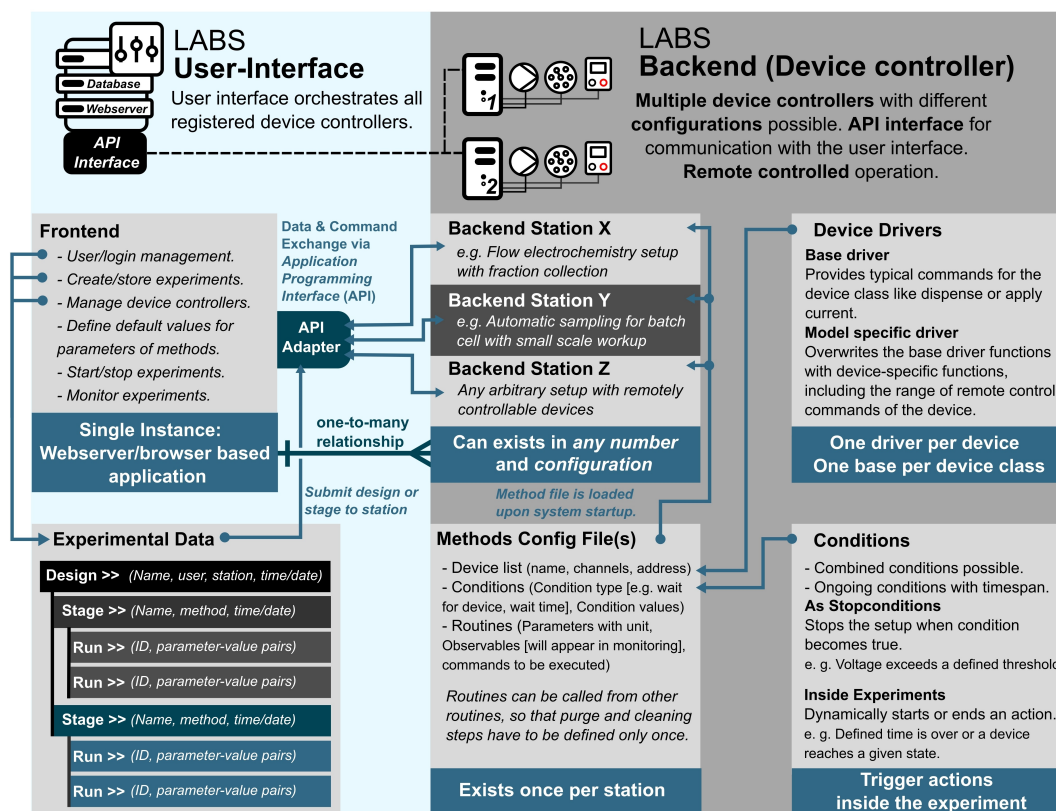 LABS
User-Interface
User interface orchestrates all
registered device controllers.
Database
Webserver
API
Interface
1
2
LABS
Backend (Device controller)
Multiple device controllers with different
configurations possible. API interface for
communication with the user interface.
Remote controlled operation.
Frontend
- User/login management.
- Create/store experiments.
- Manage device controllers.
- Define default values for
parameters of methods.
- Start/stop experiments.
- Monitor experiments.
Single Instance:
Webserver/browser based
application
Data & Command
Exchange via
Application
Programming
Interface (API)
API
Adapter
one-to-many
relationship
Submit design or
stage to station
Backend Station X
e.g. Flow electrochemistry setup
with fraction collection
Backend Station Y
e.g. Automatic sampling for batch
cell with small scale workup
Backend Station Z
Any arbitrary setup with remotely
controllable devices
Can exists in any number
and configuration
Method file is loaded
upon system startup.
Device Drivers
Base driver
Provides typical commands for the
device class like dispense or apply
current.
Model specific driver
Overwrites the base driver functions
with device-specific functions,
including the range of remote control
commands of the device.
One driver per device
One base per device class
Experimental Data
Design >> (Name, user, station, time/date)
Stage >> (Name, method, time/date)
Run >> (ID, parameter-value pairs)
Run >> (ID, parameter-value pairs)
Stage >> (Name, method, time/date)
Run >> (ID, parameter-value pairs)
Run >> (ID, parameter-value pairs)
Methods Config File(s)
- Device list (name, channels, address)
- Conditions (Condition type [e.g. wait
for device, wait time], Condition values)
- Routines (Parameters with unit,
Observables [will appear in monitoring],
commands to be executed)
Routines can be called from other
routines, so that purge and cleaning
steps have to be defined only once.
Exists once per station
Conditions
- Combined conditions possible.
- Ongoing conditions with timespan.
As Stopconditions
Stops the setup when condition
becomes true.
e. g. Voltage exceeds a defined threshold
Inside Experiments
Dynamically starts or ends an action.
e. g. Defined time is over or a device
reaches a given state.
Trigger actions
inside the experiment